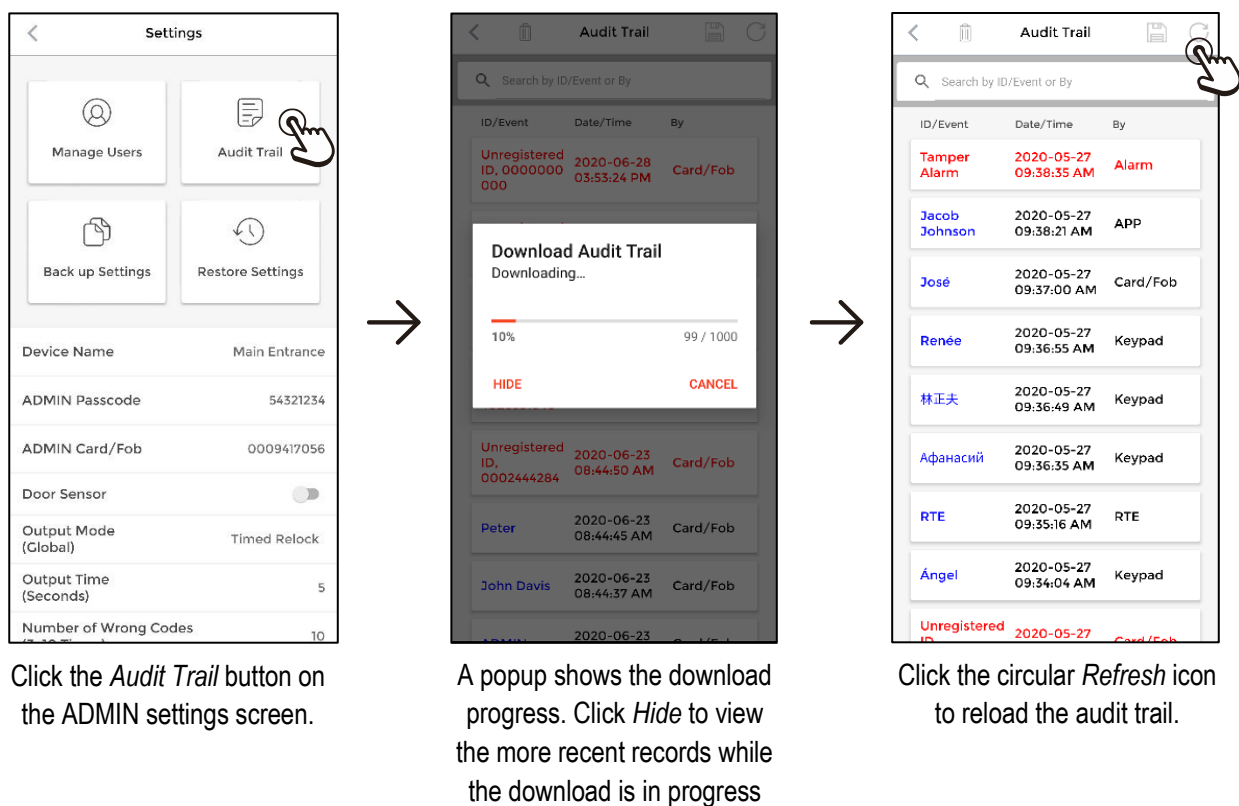 Settings
Manage Users
Audit Trail
Back up Settings
Restore Settings
Device Name Main Entrance
ADMIN Passcode 54321234
ADMIN Card/Fob 0009417056
Door Sensor
Output Mode
(Global) Timed Relock
Output Time
(Seconds) 5
Number of Wrong Codes
10
Click the Audit Trail button on
the ADMIN settings screen.
Audit Trail
Search by ID/Event or By
ID/Event Date/Time By
Unregistered
ID, 0000000
000
2020-06-28
03:53:24 PM
Card/Fob
Download Audit Trail
Downloading...
10% 99 / 1000
HIDE CANCEL
Unregistered
ID,
0002444284
2020-06-23
08:44:50 AM
Card/Fob
Peter
2020-06-23
08:44:45 AM
Card/Fob
John Davis
2020-06-23
08:44:37 AM
Card/Fob
2020-06-23
A popup shows the download
progress. Click Hide to view
the more recent records while
the download is in progress
Audit Trail
Search by ID/Event or By
ID/Event Date/Time By
Tamper
Alarm
2020-05-27
09:38:35 AM
Alarm
Jacob
Johnson
2020-05-27
09:38:21 AM
APP
José
2020-05-27
09:37:00 AM
Card/Fob
Renée
2020-05-27
09:36:55 AM
Keypad
林正夫
2020-05-27
09:36:49 AM
Keypad
Афанасий
2020-05-27
09:36:35 AM
Keypad
RTE
2020-05-27
09:35:16 AM
RTE
Ángel
2020-05-27
09:34:04 AM
Keypad
Unregistered
2020-05-27
Click the circular Refresh icon
to reload the audit trail.